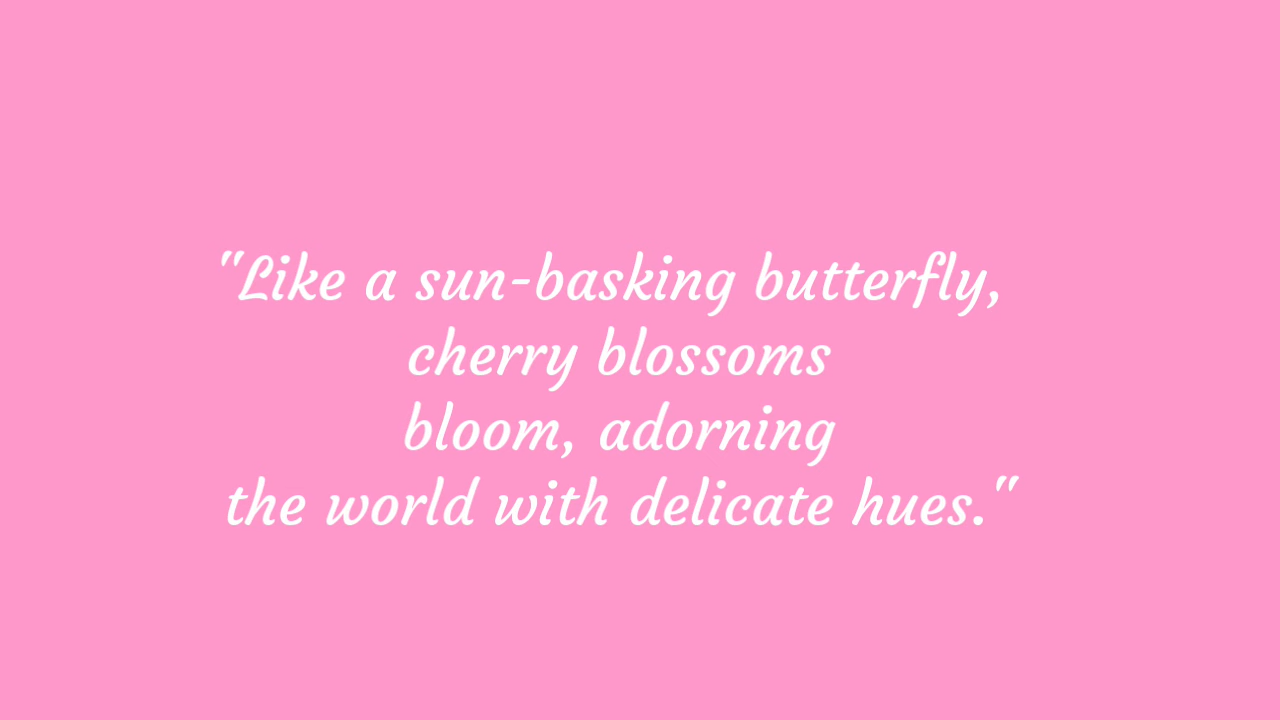 "Like a sun-basking butterfly,
cherry blossoms
bloom, adorning
the world with delicate hues."